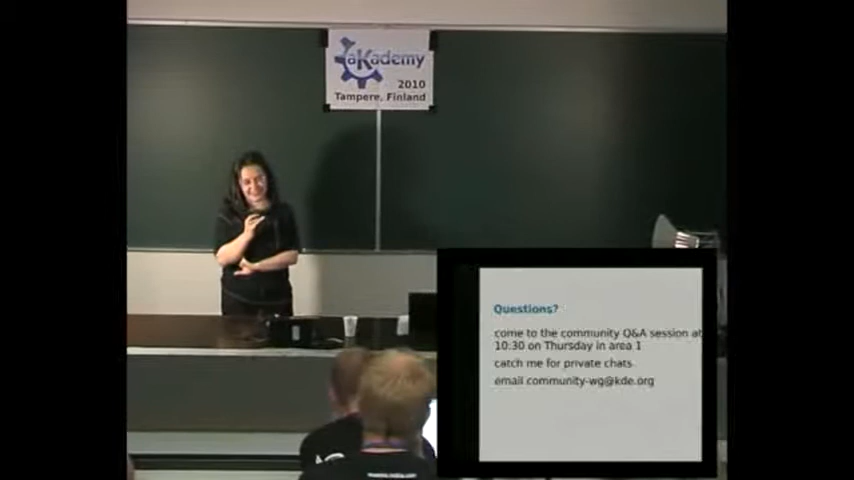 aKademy
2010
Tampere, Finland
Questions?
come to the community Q&A session at
10:30 on Thursday in area 1
catch me for private chats
email community-wg@kde.org